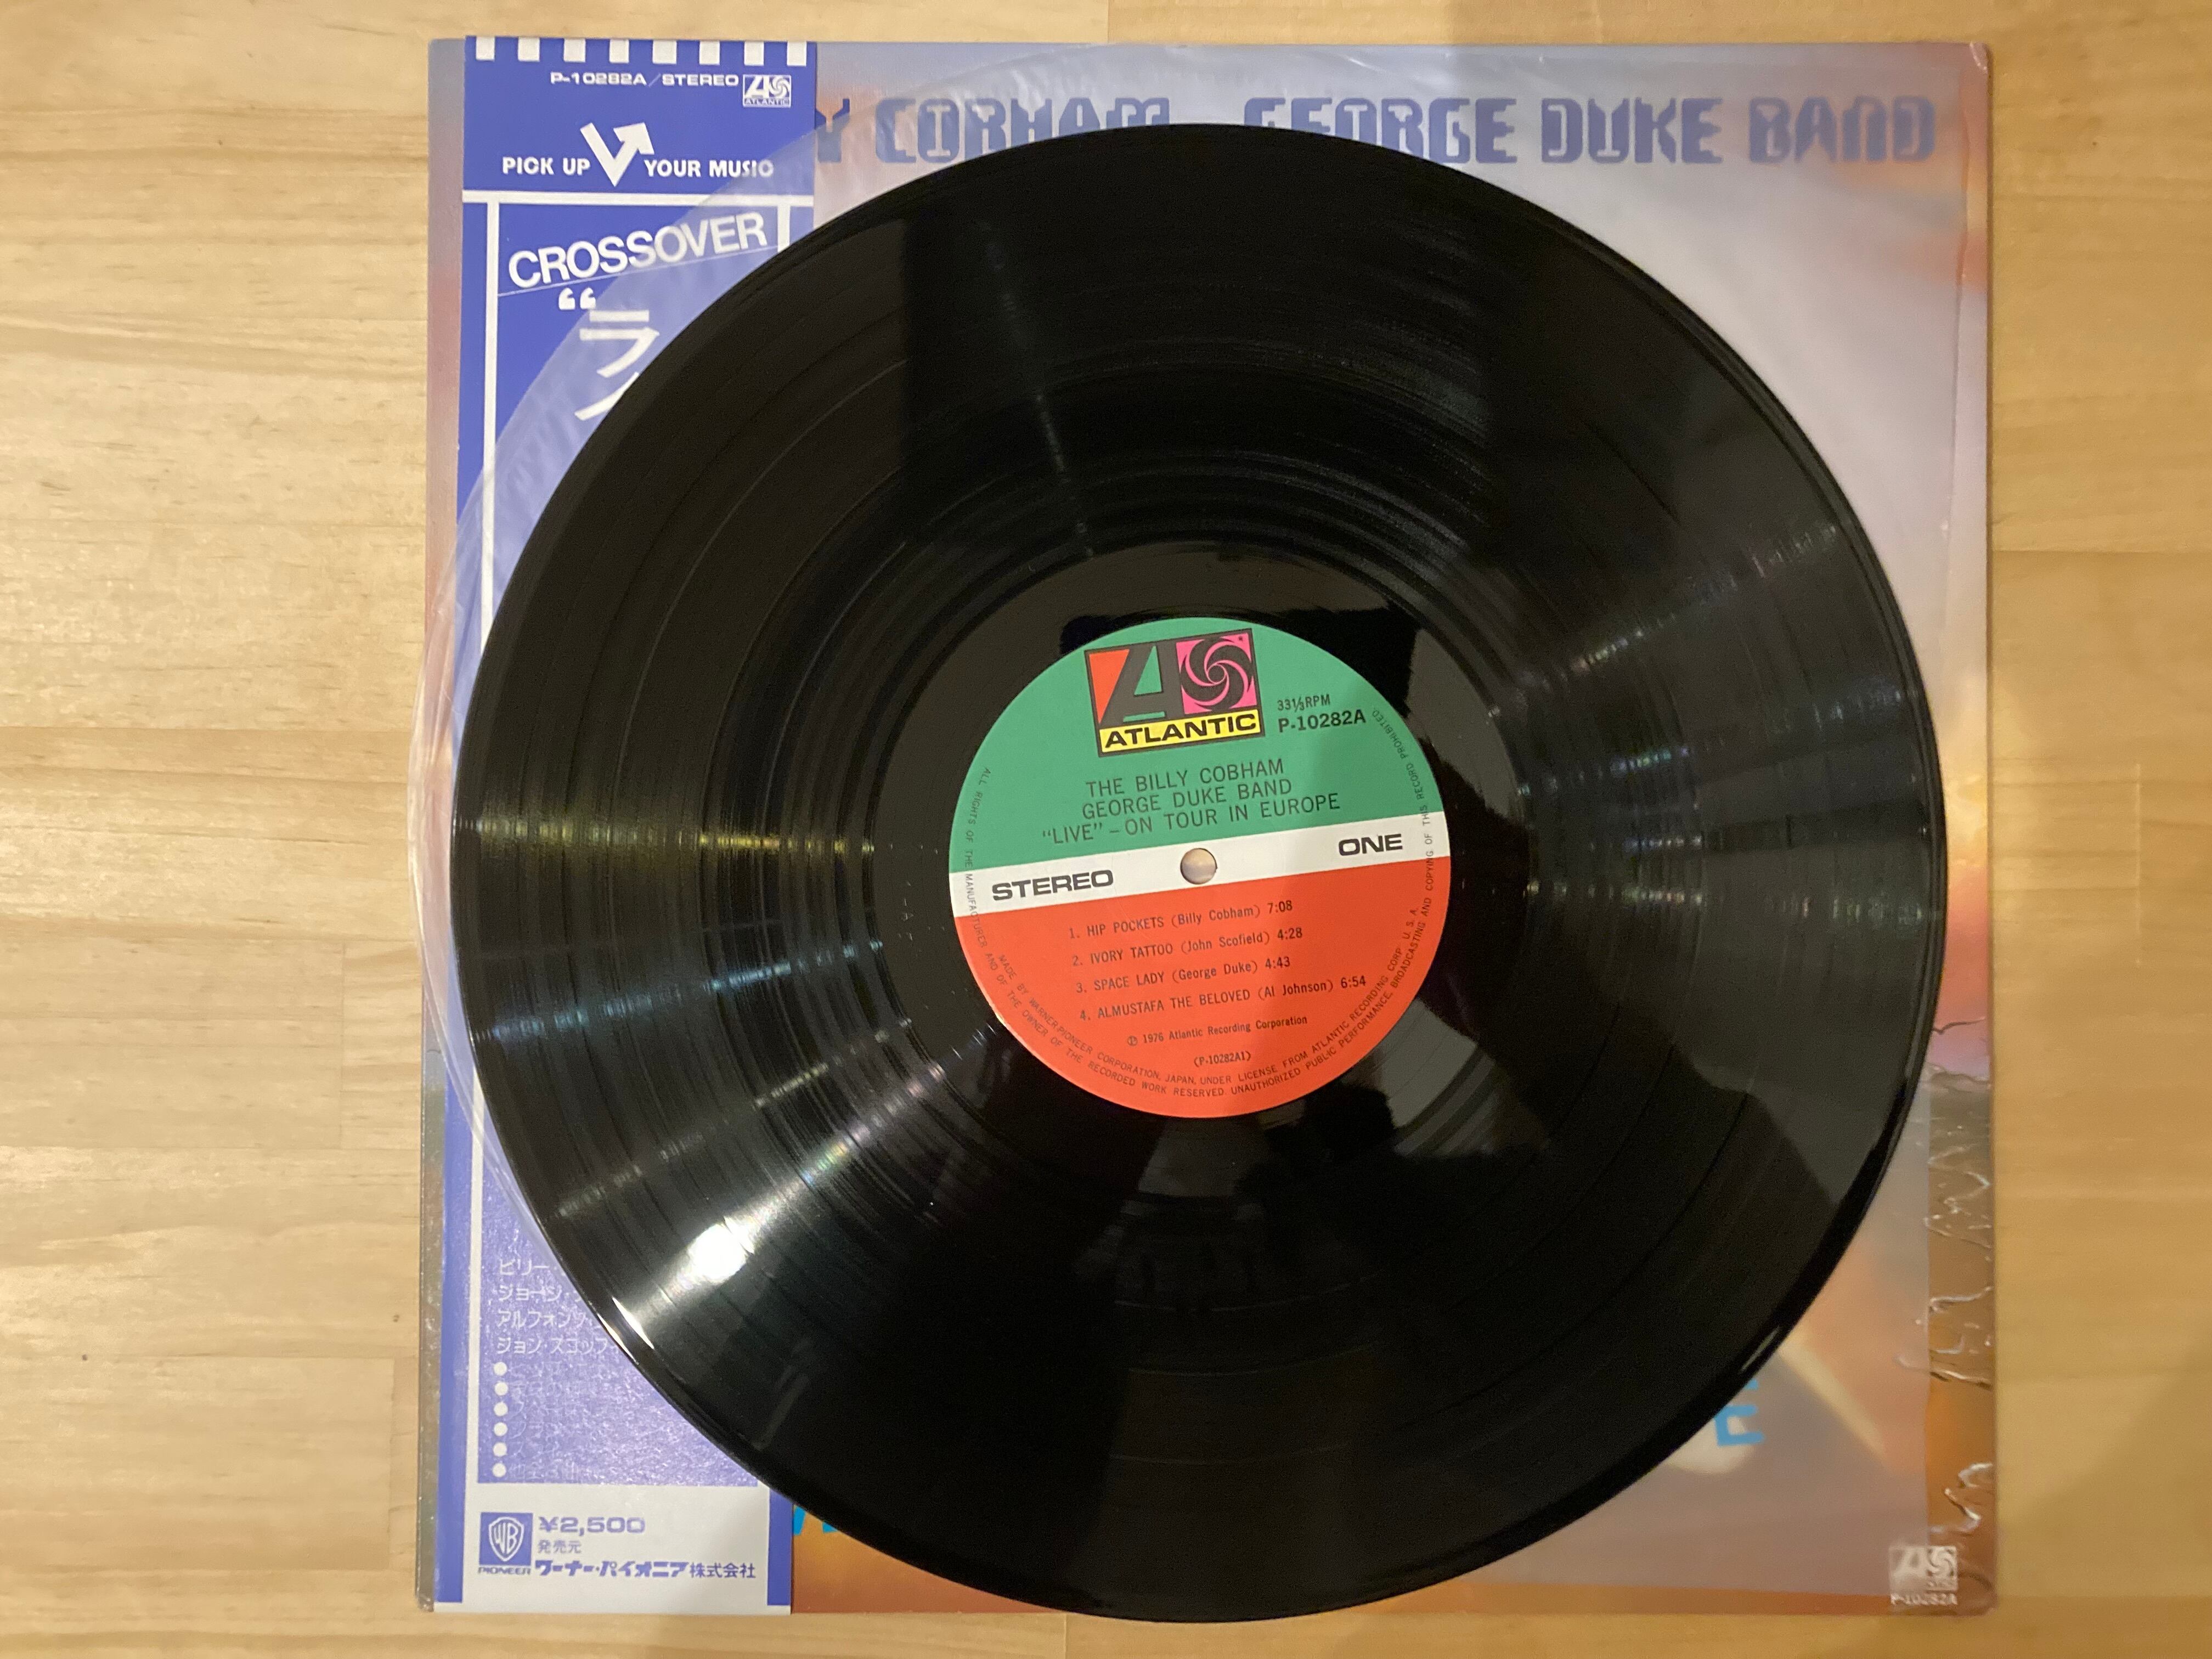 P-10282A/STEREO
ATLANTIC
PICK UP YOUR MUSIC
Y COBHAM GEORGE DUKE BAND
CROSSOVER
“ラ
ATLANTIC
33⅓RPM
P-10282A
THE BILLY COBHAM
GEORGE DUKE BAND
“LIVE” – ON TOUR IN EUROPE
STEREO
ONE
1. HIP POCKETS (Billy Cobham) 7:08
2. IVORY TATTOO (John Scofield) 4:28
3. SPACE LADY (George Duke) 4:43
4. ALMUSTAFA THE BELOVED (Al Johnson) 6:54
Ⓟ 1976 Atlantic Recording Corporation
(P-10282A1)
MADE BY WARNER-PIONEER CORPORATION, JAPAN, UNDER LICENSE FROM ATLANTIC RECORDING CORP., U. S. A.
ALL RIGHTS OF THE MANUFACTURER AND OF THE OWNER OF THE RECORDED WORK RESERVED. UNAUTHORIZED PUBLIC PERFORMANCE, BROADCASTING AND COPYING OF THIS RECORD PROHIBITED.
ビリー・
ジョージ・
アルフォンソ・
ジョン・スコフ
E
WB
PIONEER
¥2,500
発売元
ワーナー・パイオニア株式会社
P-10282A